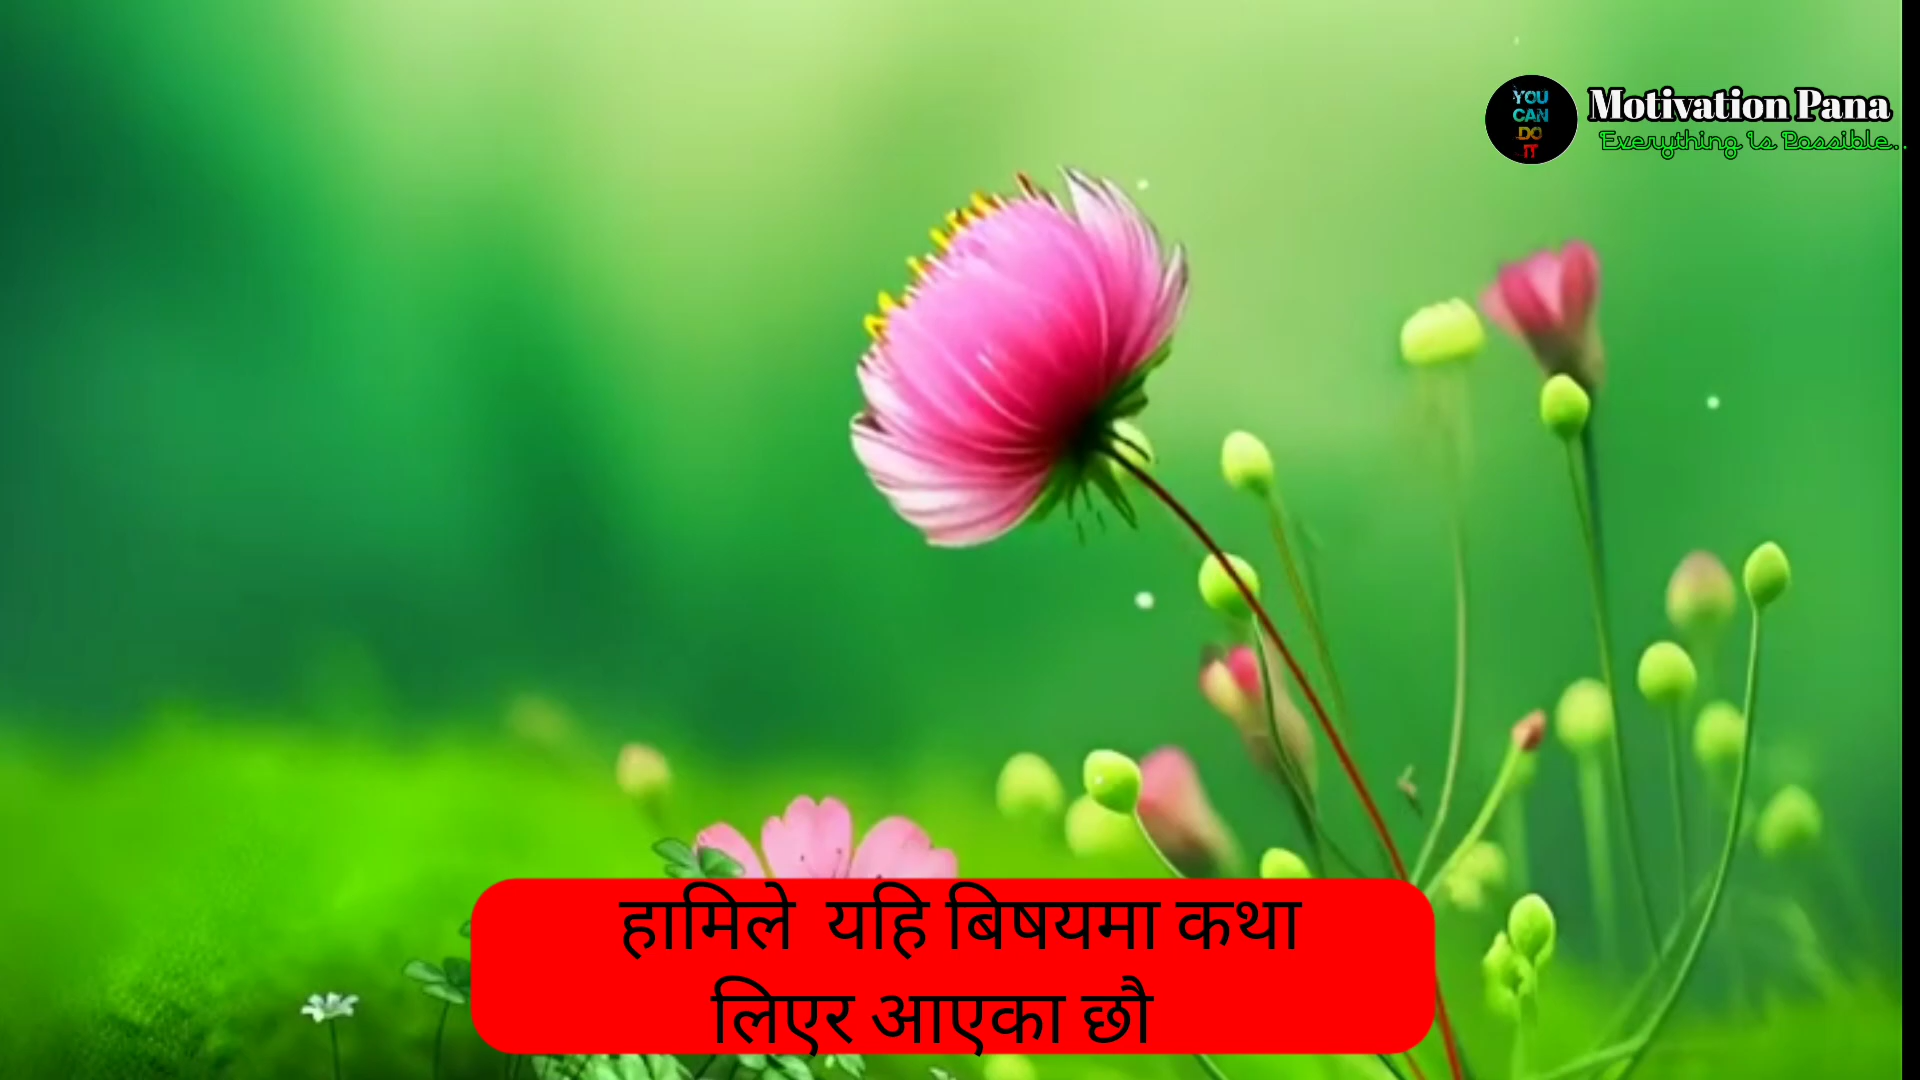 YOU
CAN
DO
IT
Motivation Pana
Everything is Possible..
हामिले यहि बिषयमा कथा
लिएर आएका छौ